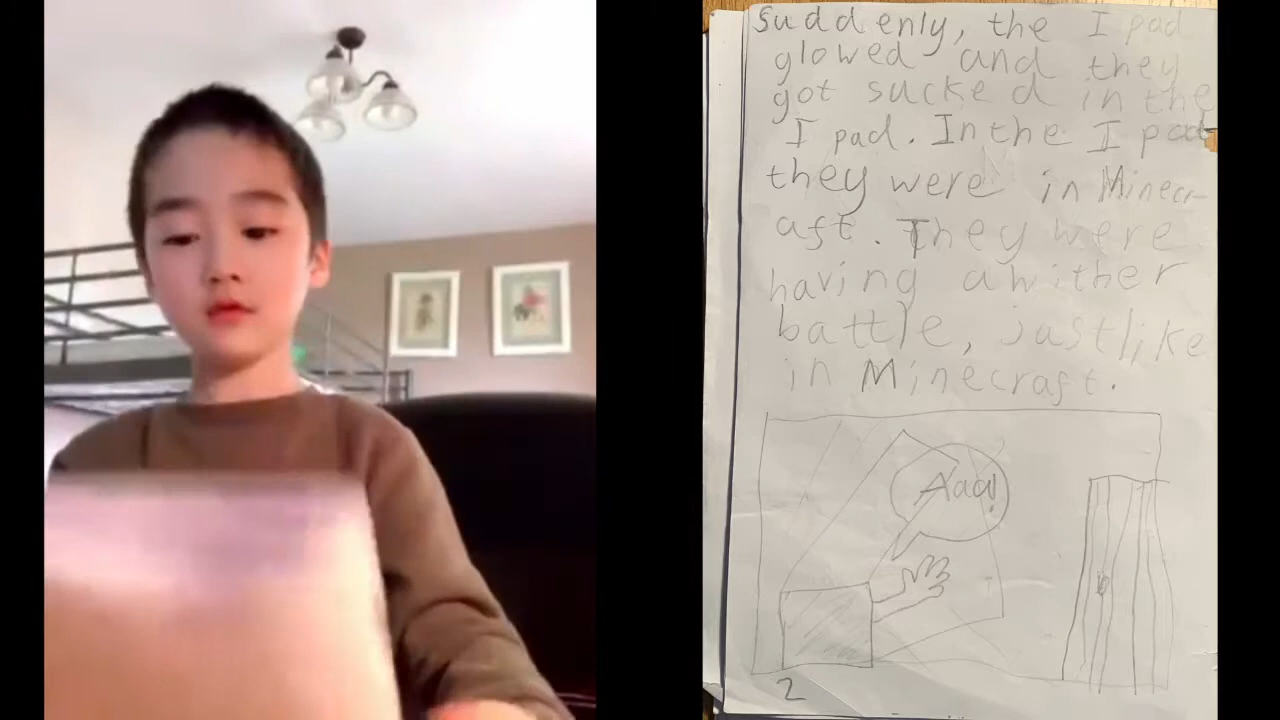 Suddenly, the I pad
glowed and they
got sucked in the
I pad. In the I pad
they were in Minecr-
aft. They were
having a wither
battle, just like
in Minecraft.
Aaa!
2